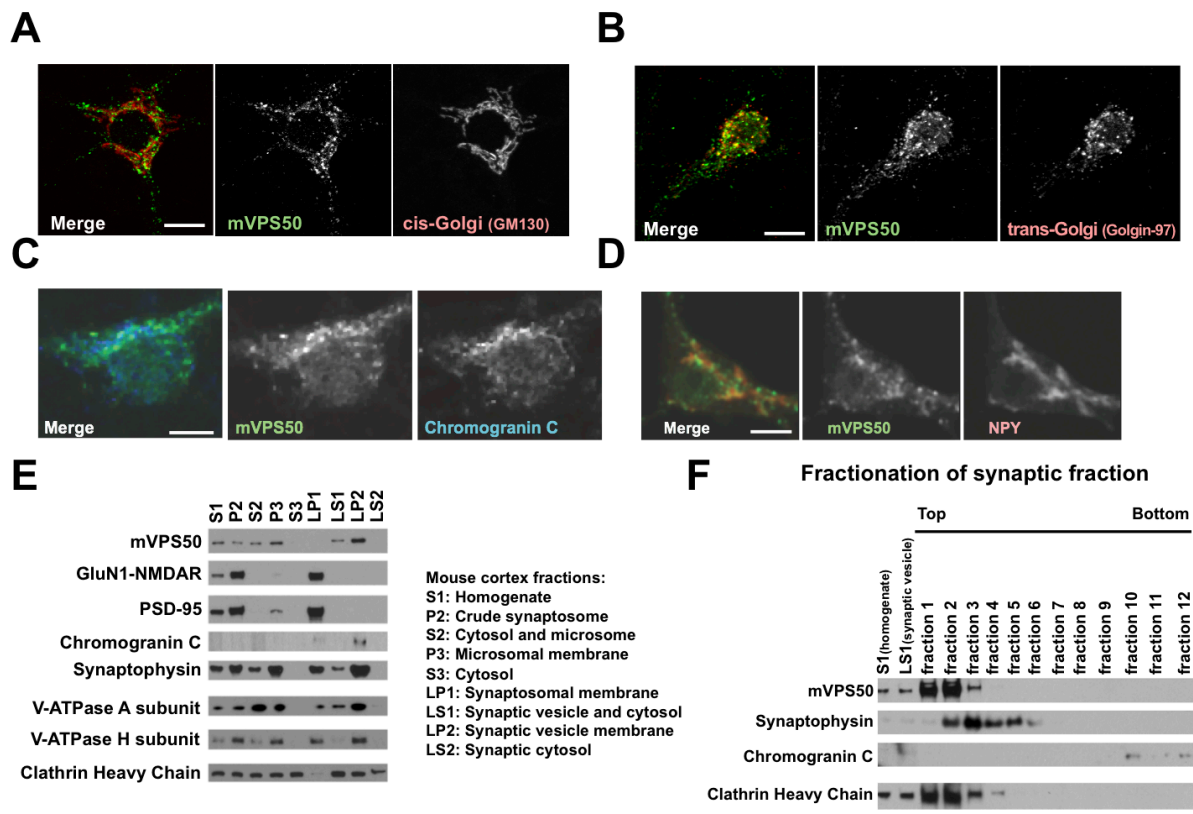 A
Merge
mVPS50
cis-Golgi (GM130)
B
Merge
mVPS50
trans-Golgi (Golgin-97)
C
Merge
mVPS50
Chromogranin C
D
Merge
mVPS50
NPY
E
S1 P2 S2 P3 S3 LP1 LS1 LP2 LS2
mVPS50
GluN1-NMDAR
PSD-95
Chromogranin C
Synaptophysin
V-ATPase A subunit
V-ATPase H subunit
Clathrin Heavy Chain
Mouse cortex fractions:
S1: Homogenate
P2: Crude synaptosome
S2: Cytosol and microsome
P3: Microsomal membrane
S3: Cytosol
LP1: Synaptosomal membrane
LS1: Synaptic vesicle and cytosol
LP2: Synaptic vesicle membrane
LS2: Synaptic cytosol
F
Fractionation of synaptic fraction
Top Bottom
S1(homogenate)
LS1(synaptic vesicle)
fraction 1
fraction 2
fraction 3
fraction 4
fraction 5
fraction 6
fraction 7
fraction 8
fraction 9
fraction 10
fraction 11
fraction 12
mVPS50
Synaptophysin
Chromogranin C
Clathrin Heavy Chain